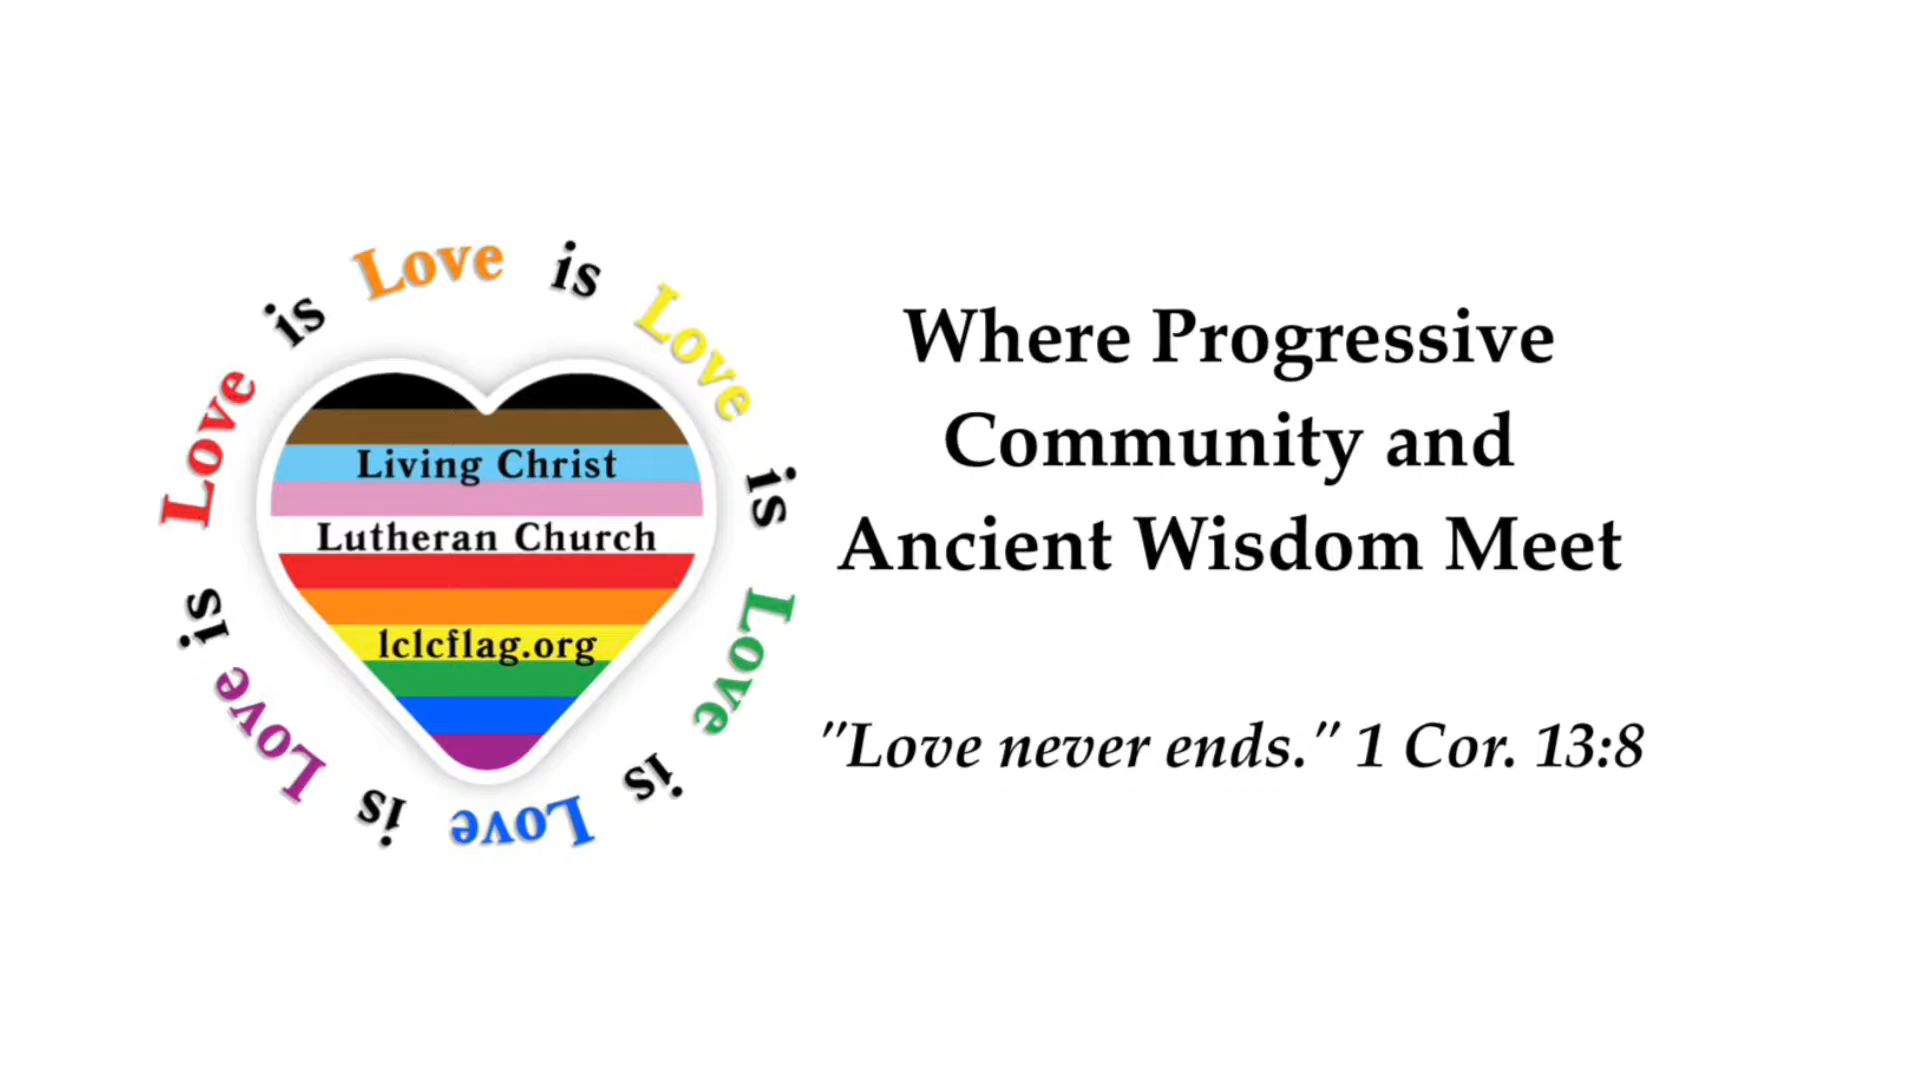 Love is Love is Love is Love is Love is Love is
Living Christ
Lutheran Church
lclcflag.org
Where Progressive
Community and
Ancient Wisdom Meet
"Love never ends." 1 Cor. 13:8